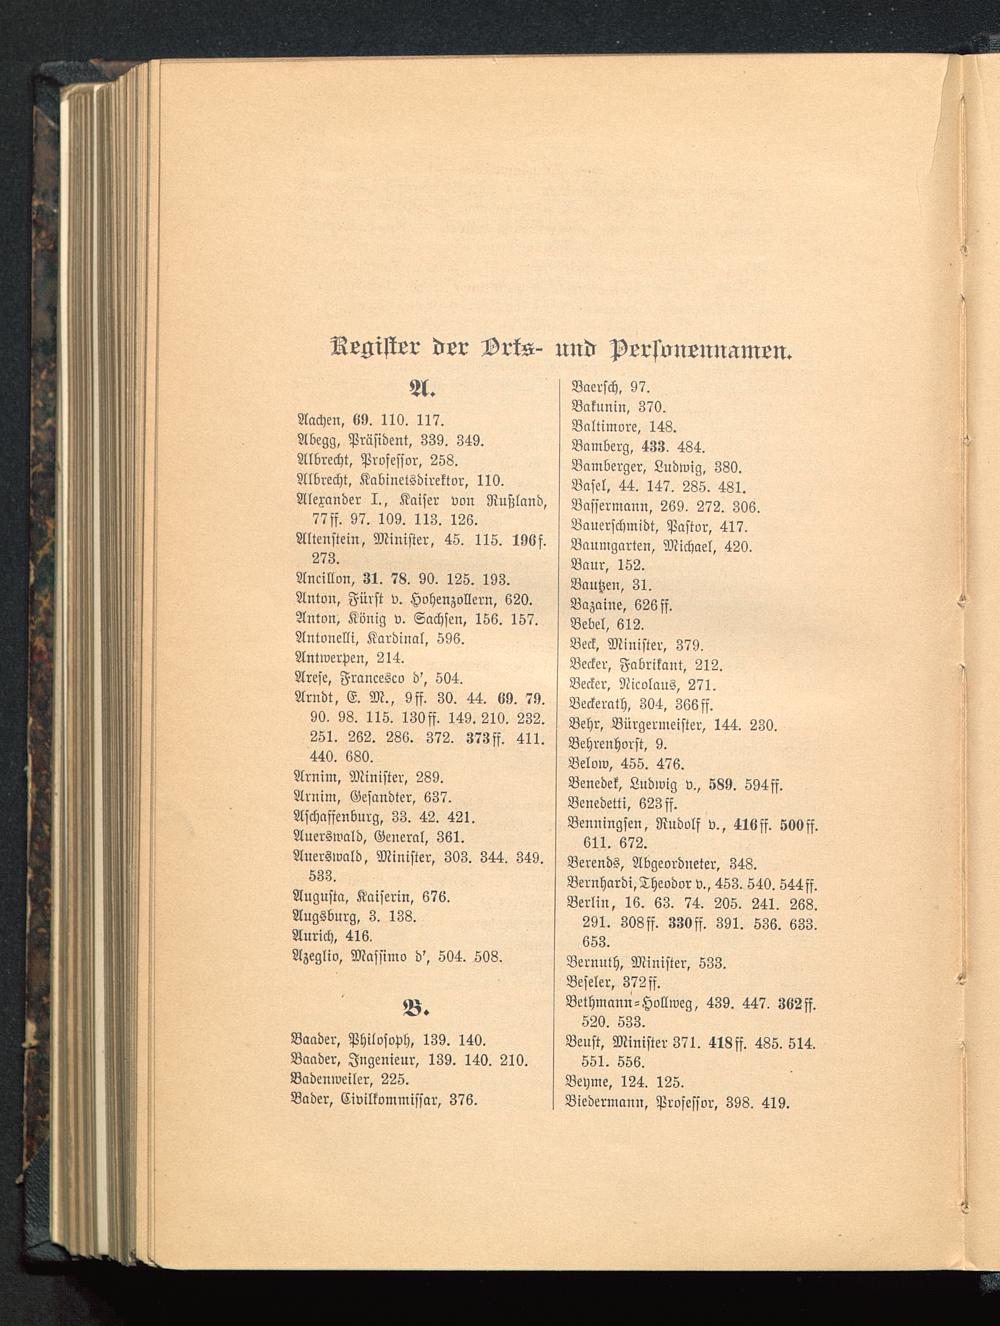 Register der Orts- und Personennamen.
A.
Aachen, 69. 110. 117.
Abegg, Präsident, 339. 349.
Albrecht, Professor, 258.
Albrecht, Kabinetsdirektor, 110.
Alexander I., Kaiser von Rußland,
77ff. 97. 109. 113. 126.
Altenstein, Minister, 45. 115. 196f.
273.
Ancillon, 31. 78. 90. 125. 193.
Anton, Fürst v. Hohenzollern, 620.
Anton, König v. Sachsen, 156. 157.
Antonelli, Kardinal, 596.
Antwerpen, 214.
Arese, Francesco d', 504.
Arndt, E. M., 9ff. 30. 44. 69. 79.
90. 98. 115. 130ff. 149. 210. 232.
251. 262. 286. 372. 373ff. 411.
440. 680.
Arnim, Minister, 289.
Arnim, Gesandter, 637.
Aschaffenburg, 33. 42. 421.
Auerswald, General, 361.
Auerswald, Minister, 303. 344. 349.
533.
Augusta, Kaiserin, 676.
Augsburg, 3. 138.
Aurich, 416.
Azeglio, Massimo d', 504. 508.
B.
Baader, Philosoph, 139. 140.
Baader, Ingenieur, 139. 140. 210.
Badenweiler, 225.
Bader, Civilkommissar, 376.
Baersch, 97.
Bakunin, 370.
Baltimore, 148.
Bamberg, 433. 484.
Bamberger, Ludwig, 380.
Basel, 44. 147. 285. 481.
Bassermann, 269. 272. 306.
Bauerschmidt, Pastor, 417.
Baumgarten, Michael, 420.
Baur, 152.
Bautzen, 31.
Bazaine, 626ff.
Bebel, 612.
Beck, Minister, 379.
Becker, Fabrikant, 212.
Becker, Nicolaus, 271.
Beckerath, 304, 366ff.
Behr, Bürgermeister, 144. 230.
Behrenhorst, 9.
Below, 455. 476.
Benedek, Ludwig v., 589. 594ff.
Benedetti, 623ff.
Benningsen, Rudolf v., 416ff. 500ff.
611. 672.
Berends, Abgeordneter, 348.
Bernhardi, Theodor v., 453. 540. 544ff.
Berlin, 16. 63. 74. 205. 241. 268.
291. 308ff. 330ff. 391. 536. 633.
653.
Bernuth, Minister, 533.
Beseler, 372ff.
Bethmann-Hollweg, 439. 447. 362ff.
520. 533.
Beust, Minister 371. 418ff. 485. 514.
551. 556.
Beyme, 124. 125.
Biedermann, Professor, 398. 419.